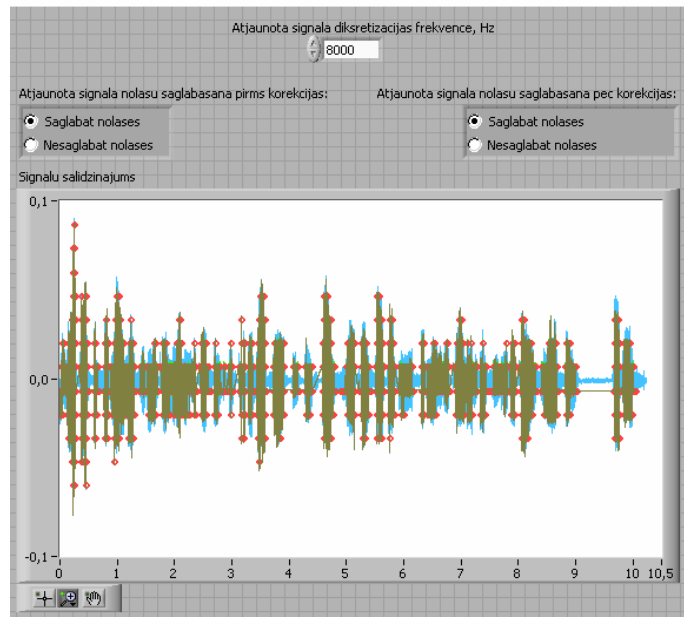 Atjaunota signala diksretizacijas frekvence, Hz
8000
Atjaunota signala nolasu saglabasana pirms korekcijas:
Saglabat nolases
Nesaglabat nolases
Atjaunota signala nolasu saglabasana pec korekcijas:
Saglabat nolases
Nesaglabat nolases
Signalu salidzinajums
0,1
0,0
-0,1
0 1 2 3 4 5 6 7 8 9 10 10,5